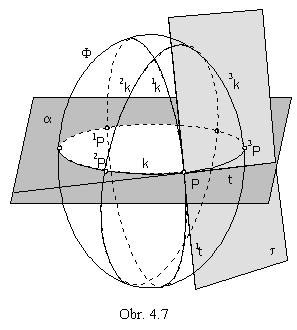 Φ
²k ¹k ³k
α
¹P
²P k ³P
P t
¹t τ
Obr. 4.7